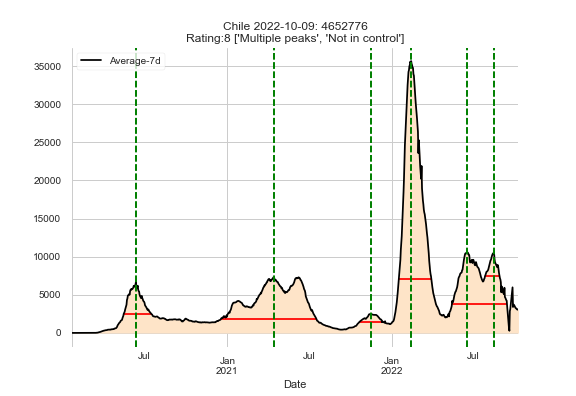 Chile 2022-10-09: 4652776
Rating:8 ['Multiple peaks', 'Not in control']
Average-7d
35000
30000
25000
20000
15000
10000
5000
0
Jul
Jan
2021
Jul
Jan
2022
Jul
Date